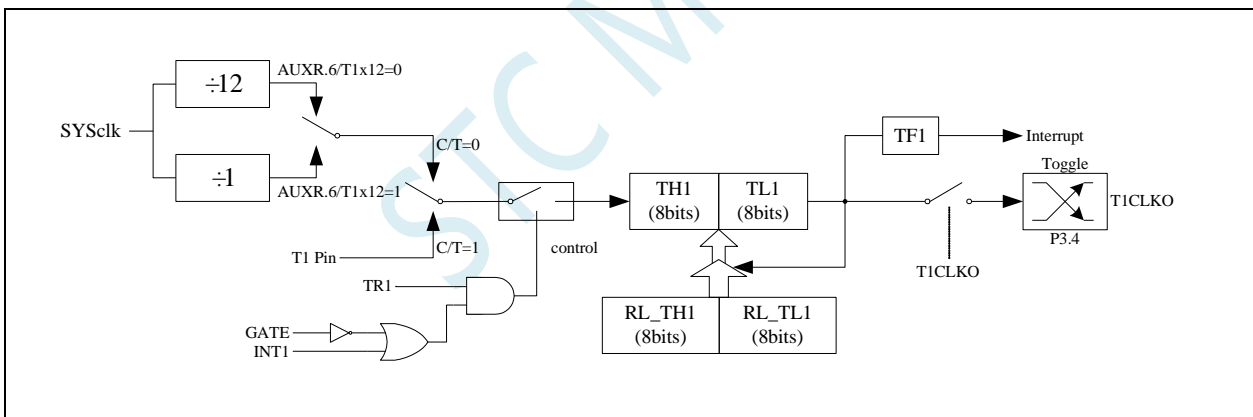 ÷12
AUXR.6/T1x12=0
SYSclk
÷1
AUXR.6/T1x12=1
C/T=0
C/T=1
T1 Pin
control
TR1
GATE
INT1
TH1
(8bits)
TL1
(8bits)
RL_TH1
(8bits)
RL_TL1
(8bits)
TF1
Interrupt
Toggle
T1CLKO
P3.4
T1CLKO
STC M